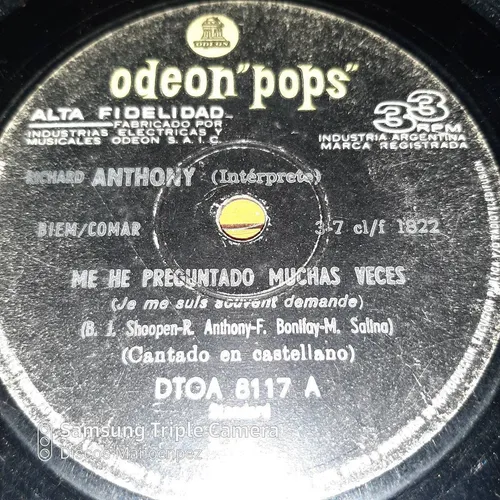 ODEON
odeon "pops"
ALTA FIDELIDAD
FABRICADO POR
INDUSTRIAS ELECTRICAS Y
MUSICALES ODEON S.A.I.C.
33
RPM
INDUSTRIA ARGENTINA
MARCA REGISTRADA
RICHARD ANTHONY (Intérprete)
BIEM/COMAR
3-7 cl/f 1822
ME HE PREGUNTADO MUCHAS VECES
(Je me suis souvent demande)
(B. J. Shoopen-R. Anthony-F. Bonifay-M. Salina)
(Cantado en castellano)
DTOA 8117 A
Standard
Samsung Triple Camera